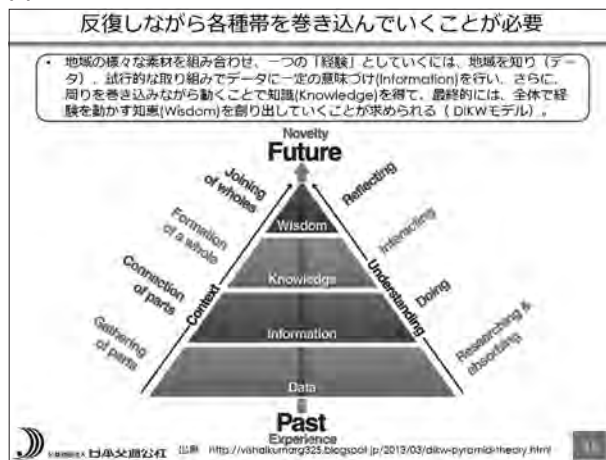 反復しながら各種帯を巻き込んでいくことが必要
• 地域の様々な素材を組み合わせ、一つの「経験」としていくには、地域を知り(デー
タ)、試行的な取り組みでデータに一定の意味づけ(Information)を行い、さらに、
周りを巻き込みながら動くことで知識(Knowledge)を得て、最終的には、全体で経
験を動かす知恵(Wisdom)を創り出していくことが求められる( DIKWモデル)。
Novelty
Future
Joining
of wholes
Reflecting
Wisdom
Formation
of a whole
Interacting
Knowledge
Connection
of parts
Context
Understanding
Doing
Information
Gathering
of parts
Researching &
absorbing
Data
Past
Experience
日本交通公社
出典 http://vishalkumarg325.blogspot.jp/2013/03/dikw-pyramid-theory.html